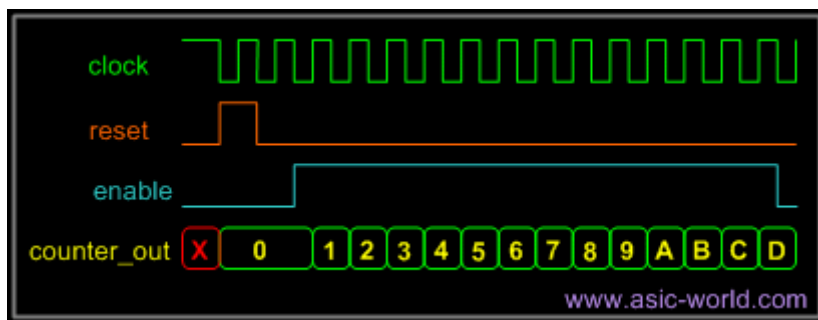 clock
reset
enable
counter_out X 0 1 2 3 4 5 6 7 8 9 A B C D
www.asic-world.com